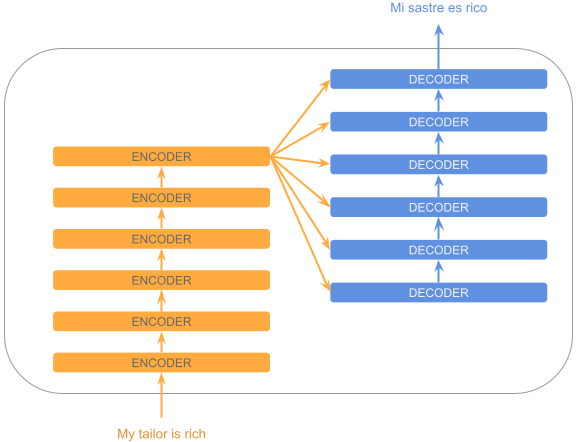 Mi sastre es rico
DECODER
DECODER
ENCODER
DECODER
ENCODER
DECODER
ENCODER
DECODER
ENCODER
DECODER
ENCODER
ENCODER
My tailor is rich